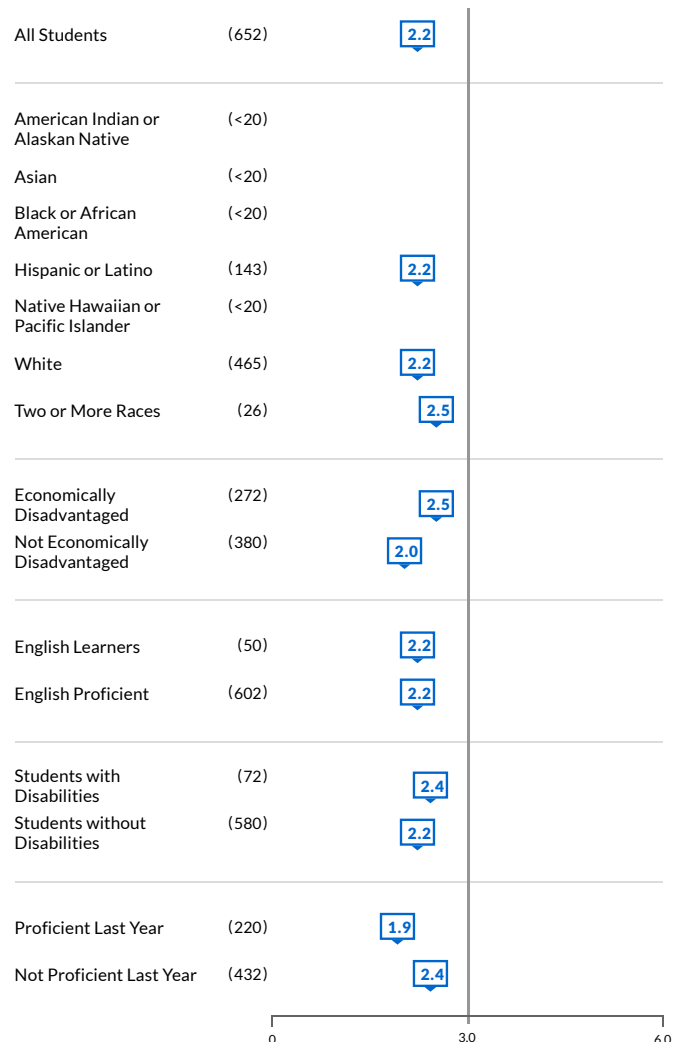 All Students (652) 2.2
American Indian or (<20)
Alaskan Native
Asian (<20)
Black or African (<20)
American
Hispanic or Latino (143) 2.2
Native Hawaiian or (<20)
Pacific Islander
White (465) 2.2
Two or More Races (26) 2.5
Economically (272) 2.5
Disadvantaged
Not Economically (380) 2.0
Disadvantaged
English Learners (50) 2.2
English Proficient (602) 2.2
Students with (72) 2.4
Disabilities
Students without (580) 2.2
Disabilities
Proficient Last Year (220) 1.9
Not Proficient Last Year (432) 2.4
0 3.0 6.0